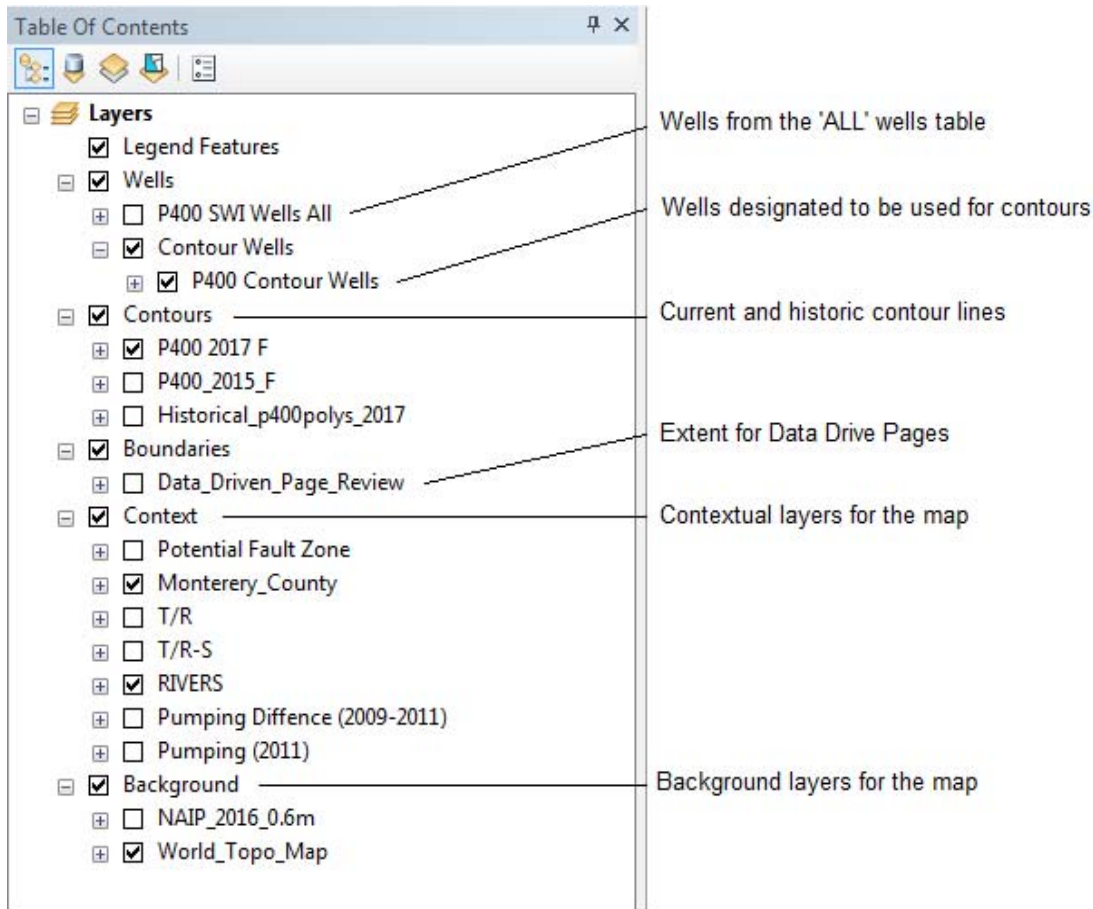 Table Of Contents
Layers
Legend Features
Wells
P400 SWI Wells All
Contour Wells
P400 Contour Wells
Contours
P400 2017 F
P400_2015_F
Historical_p400polys_2017
Boundaries
Data_Driven_Page_Review
Context
Potential Fault Zone
Monterery_County
T/R
T/R-S
RIVERS
Pumping Diffence (2009-2011)
Pumping (2011)
Background
NAIP_2016_0.6m
World_Topo_Map
Wells from the 'ALL' wells table
Wells designated to be used for contours
Current and historic contour lines
Extent for Data Drive Pages
Contextual layers for the map
Background layers for the map